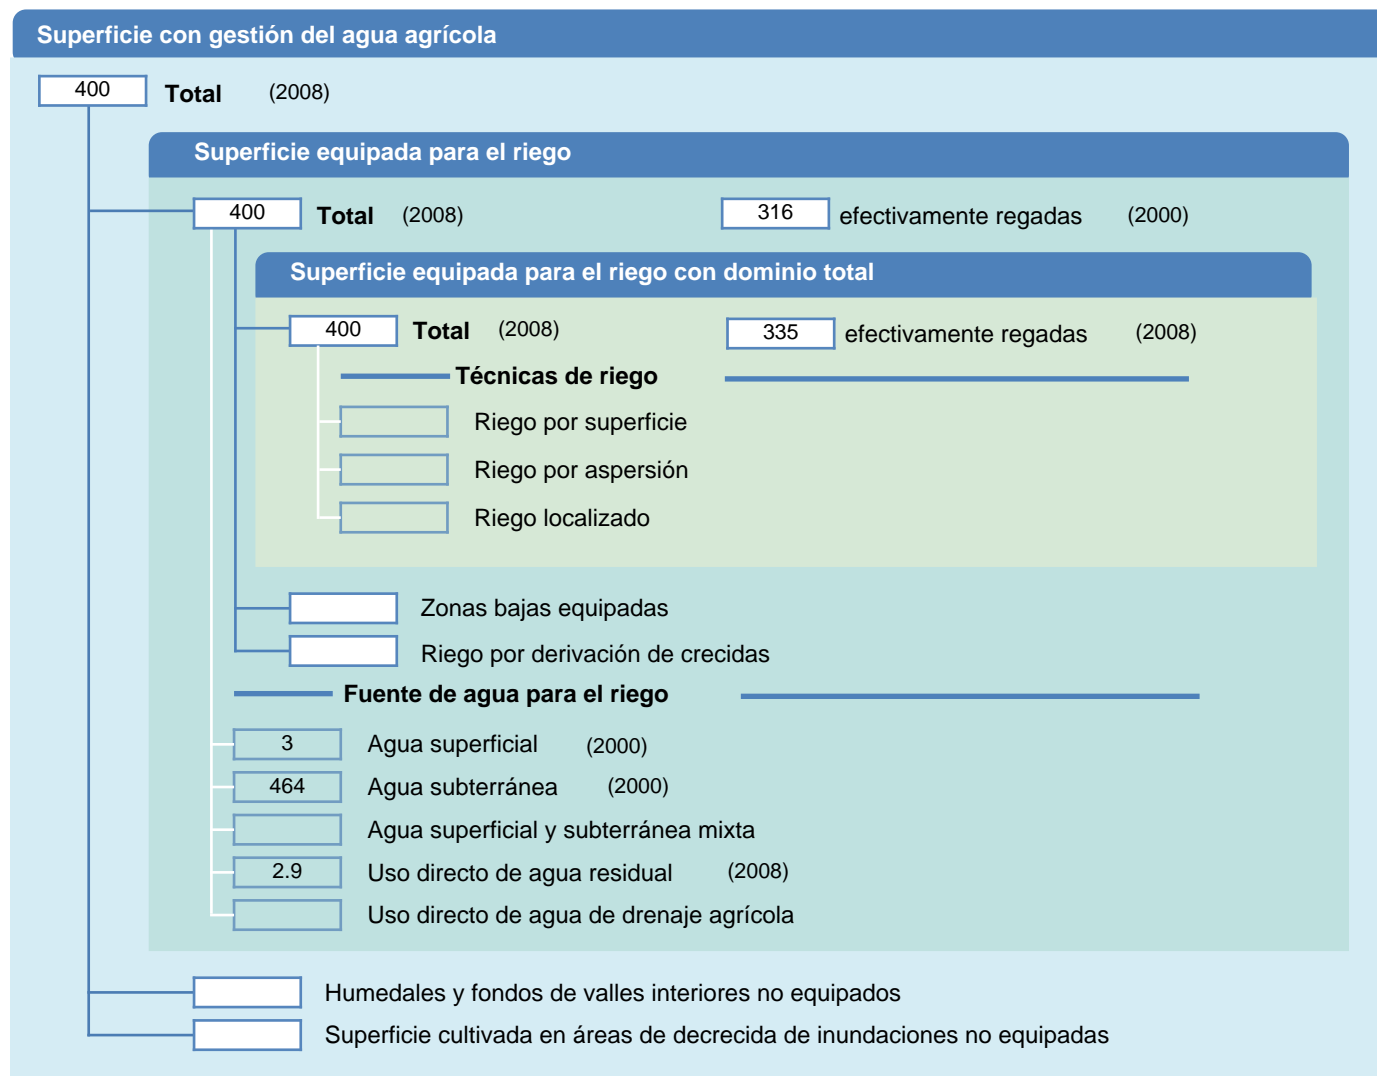 Superficie con gestión del agua agrícola
400 Total (2008)
Superficie equipada para el riego
400 Total (2008) 316 efectivamente regadas (2000)
Superficie equipada para el riego con dominio total
400 Total (2008) 335 efectivamente regadas (2008)
Técnicas de riego
Riego por superficie
Riego por aspersión
Riego localizado
Zonas bajas equipadas
Riego por derivación de crecidas
Fuente de agua para el riego
3 Agua superficial (2000)
464 Agua subterránea (2000)
Agua superficial y subterránea mixta
2.9 Uso directo de agua residual (2008)
Uso directo de agua de drenaje agrícola
Humedales y fondos de valles interiores no equipados
Superficie cultivada en áreas de decrecida de inundaciones no equipadas